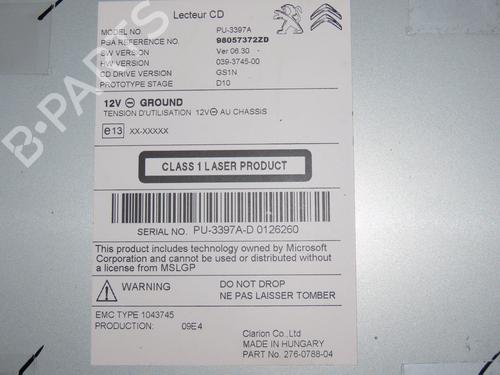 Lecteur CD
MODEL NO PU-3397A
PSA REFERENCE NO. 98057372ZD
SW VERSION Ver 06.30
HW VERSION 039-3745-00
CD DRIVE VERSION GS1N
PROTOTYPE STAGE D10
12V ⊖ GROUND
TENSION D'UTILISATION 12V ⊖ AU CHASSIS
e13 XX-XXXXX
CLASS 1 LASER PRODUCT
SERIAL NO. PU-3397A-D 0126260
This product includes technology owned by Microsoft
Corporation and cannot be used or distributed without
a license from MSLGP
WARNING DO NOT DROP
NE PAS LAISSER TOMBER
EMC TYPE 1043745
PRODUCTION: 09E4
Clarion Co.,Ltd
MADE IN HUNGARY
PART No. 276-0788-04
B-PARTS